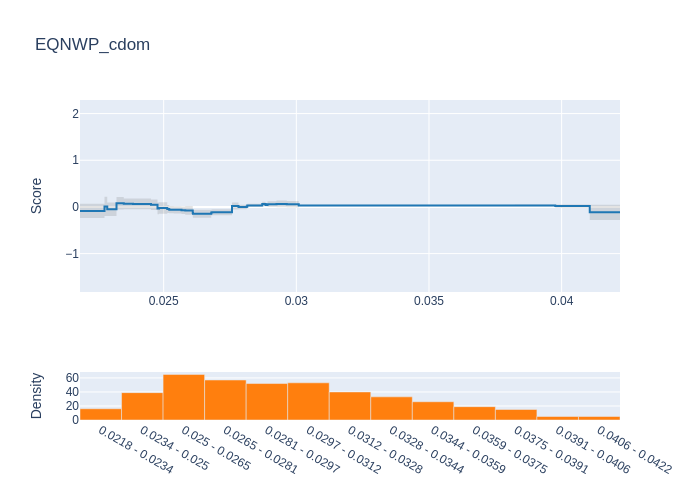 EQNWP_cdom
Score
2
1
0
−1
0.025
0.03
0.035
0.04
Density
60
40
20
0
0.0218 - 0.0234
0.0234 - 0.025
0.025 - 0.0265
0.0265 - 0.0281
0.0281 - 0.0297
0.0297 - 0.0312
0.0312 - 0.0328
0.0328 - 0.0344
0.0344 - 0.0359
0.0359 - 0.0375
0.0375 - 0.0391
0.0391 - 0.0406
0.0406 - 0.0422